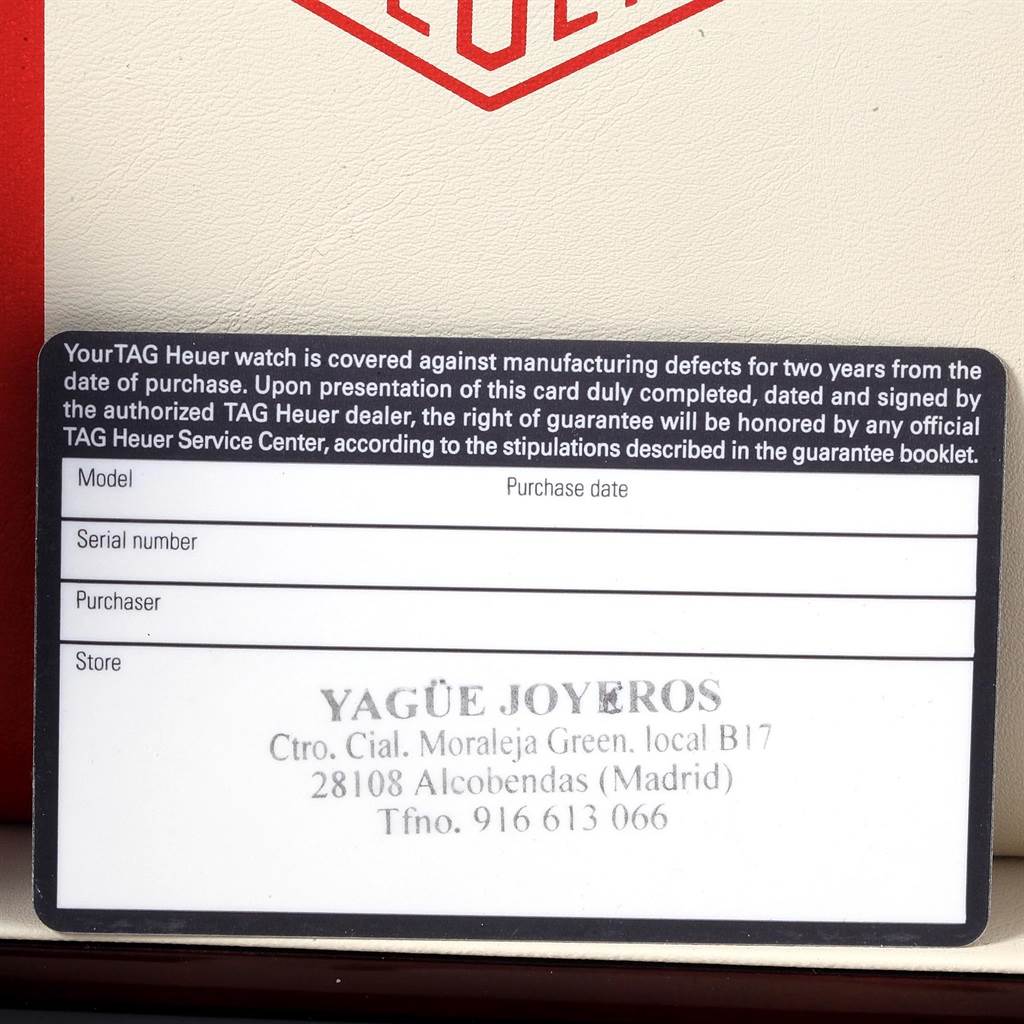 HEUER
YourTAG Heuer watch is covered against manufacturing defects for two years from the
date of purchase. Upon presentation of this card duly completed, dated and signed by
the authorized TAG Heuer dealer, the right of guarantee will be honored by any official
TAG Heuer Service Center, according to the stipulations described in the guarantee booklet.
Model Purchase date
Serial number
Purchaser
Store
YAGÜE JOYEROS
Ctro. Cial. Moraleja Green. local B17
28108 Alcobendas (Madrid)
Tfno. 916 613 066